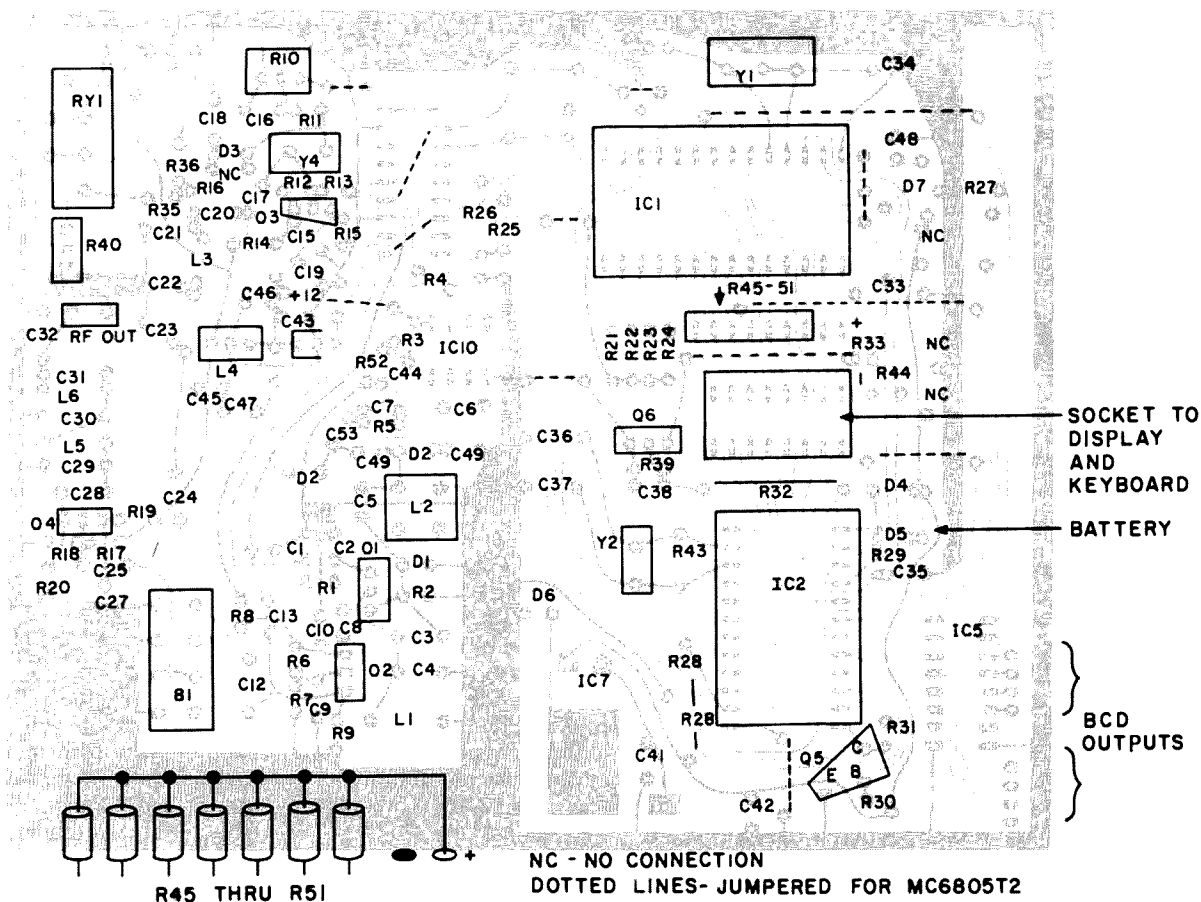 R10
Y1
C34
RY1
C18
C16
R11
C48
D3
Y4
R36
NC
R12
R13
D7
R27
R16
C17
IC1
R35
C20
O3
R26
C21
R14
C15
R15
R25
NC
R40
L3
C19
R4
C22
C46
+12
R45-51
C33
C32
RF OUT
C23
C43
R3
IC10
R21
R22
R23
R24
+
R33
NC
L4
R52
C44
1
R44
C31
L6
C45
C47
C7
C6
NC
C30
R5
Q6
SOCKET TO
DISPLAY
AND
KEYBOARD
L5
C53
C36
C29
C49
D2
C49
R39
D2
C28
C24
C5
L2
C37
C38
R32
D4
O4
R19
BATTERY
R18
R17
C1
C2
O1
D1
Y2
R43
D5
R29
C25
C35
R20
R1
R2
IC2
C27
R8
C13
D6
C10
C8
C3
IC5
R6
O2
C4
R28
B1
C12
R7
C9
L1
IC7
R28
R9
R31
BCD
OUTPUTS
C41
Q5
C
E
B
C42
R30
+
R45 THRU R51
NC - NO CONNECTION
DOTTED LINES- JUMPERED FOR MC6805T2